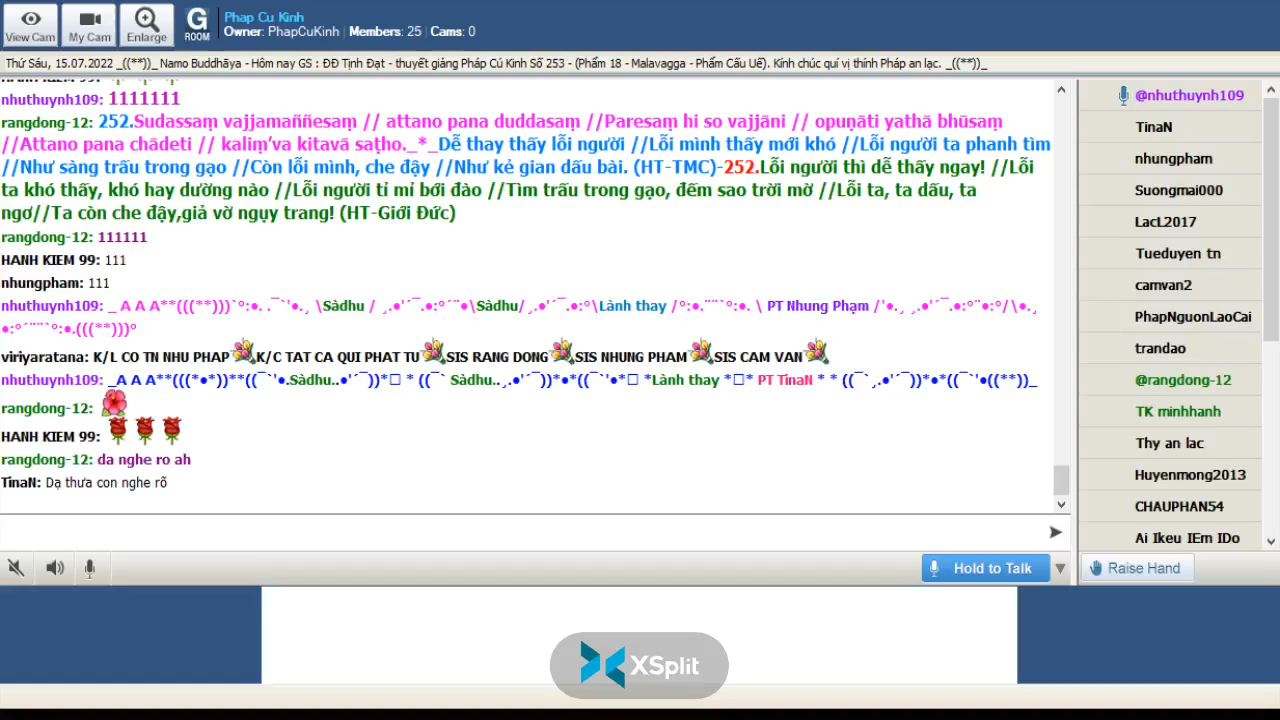 View Cam
My Cam
Enlarge
G
ROOM
Phap Cu Kinh
Owner: PhapCuKinh | Members: 25 | Cams: 0
Thứ Sáu, 15.07.2022 _((**))_ Namo Buddhāya - Hôm nay GS : ĐĐ Tịnh Đạt - thuyết giảng Pháp Cú Kinh Số 253 - (Phẩm 18 - Malavagga - Phẩm Cấu Uế). Kính chúc quí vị thính Pháp an lạc. _((**))_
nhuthuynh109: 1111111
rangdong-12: 252.Sudassaṃ vajjamaññesaṃ // attano pana duddasaṃ //Paresaṃ hi so vajjāni // opuṇāti yathā bhūsaṃ
//Attano pana chādeti // kaliṃ’va kitavā saṭho._*_Dễ thay thấy lỗi người //Lỗi mình thấy mới khó //Lỗi người ta phanh tìm
//Như sàng trấu trong gạo //Còn lỗi mình, che đậy //Như kẻ gian dấu bài. (HT-TMC)-252.Lỗi người thì dễ thấy ngay! //Lỗi
ta khó thấy, khó hay dường nào //Lỗi người tỉ mỉ bới đào //Tìm trấu trong gạo, đếm sao trời mờ //Lỗi ta, ta dấu, ta
ngơ//Ta còn che đậy,giả vờ ngụy trang! (HT-Giới Đức)
rangdong-12: 111111
HANH KIEM 99: 111
nhungpham: 111
nhuthuynh109: _ A A A**(((**)))`°:•. .¯`'•.¸ \Sàdhu / ¸.•'´¯.•:°´¨•\Sàdhu/¸.•'´¯.•:°\Lành thay /°:•.¨¨`°:•. \ PT Nhung Phạm /'•.¸ ¸.•'´¯.•:°¨•:°/\•.¸
•:°´¨¨`°:•.(((**)))°
viriyaratana: K/L CO TN NHU PHAP K/C TAT CA QUI PHAT TU SIS RANG DONG SIS NHUNG PHAM SIS CAM VAN
nhuthuynh109: _A A A**(((*•*))**((¯`'•.Sàdhu..•'´¯))*□ * ((¯` Sàdhu..¸.•'´¯))*•*((¯`'•*□ *Lành thay *□* PT TinaN * * ((¯`¸.•'´¯))*•*((¯`'•((**))_
rangdong-12:
HANH KIEM 99:
rangdong-12: da nghe ro ah
TinaN: Dạ thưa con nghe rõ
@nhuthuynh109
TinaN
nhungpham
Suongmai000
LacL2017
Tueduyen tn
camvan2
PhapNguonLaoCai
trandao
@rangdong-12
TK minhhanh
Thy an lac
Huyenmong2013
CHAUPHAN54
Ai Ikeu IEm IDo
Hold to Talk
Raise Hand
XSplit